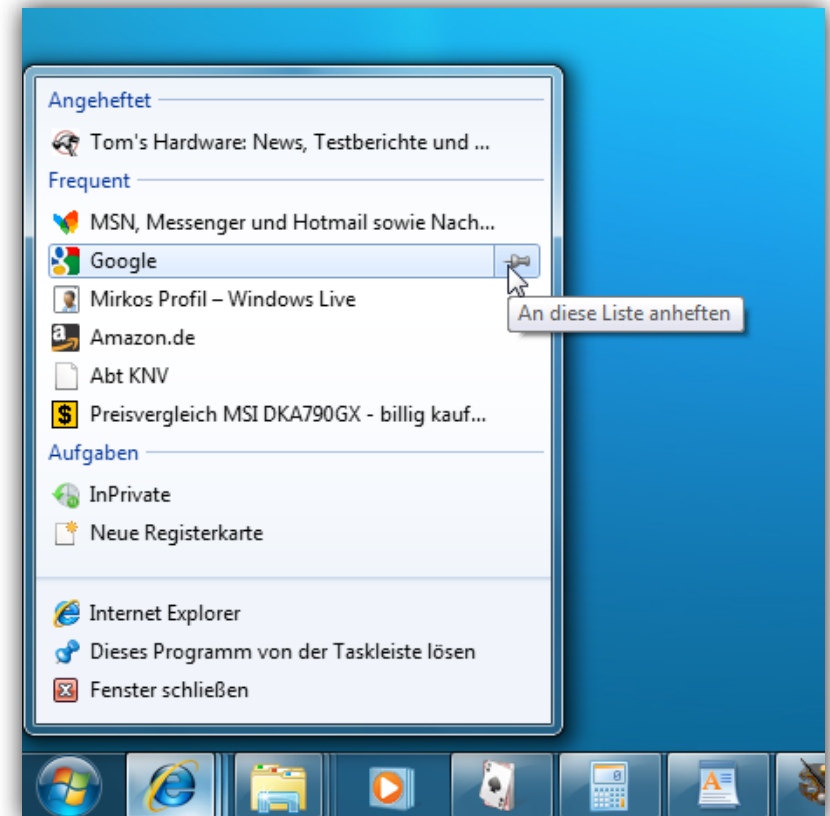 Angeheftet
Tom's Hardware: News, Testberichte und ...
Frequent
MSN, Messenger und Hotmail sowie Nach...
Google
An diese Liste anheften
Mirkos Profil – Windows Live
Amazon.de
Abt KNV
Preisvergleich MSI DKA790GX - billig kauf...
Aufgaben
InPrivate
Neue Registerkarte
Internet Explorer
Dieses Programm von der Taskleiste lösen
Fenster schließen